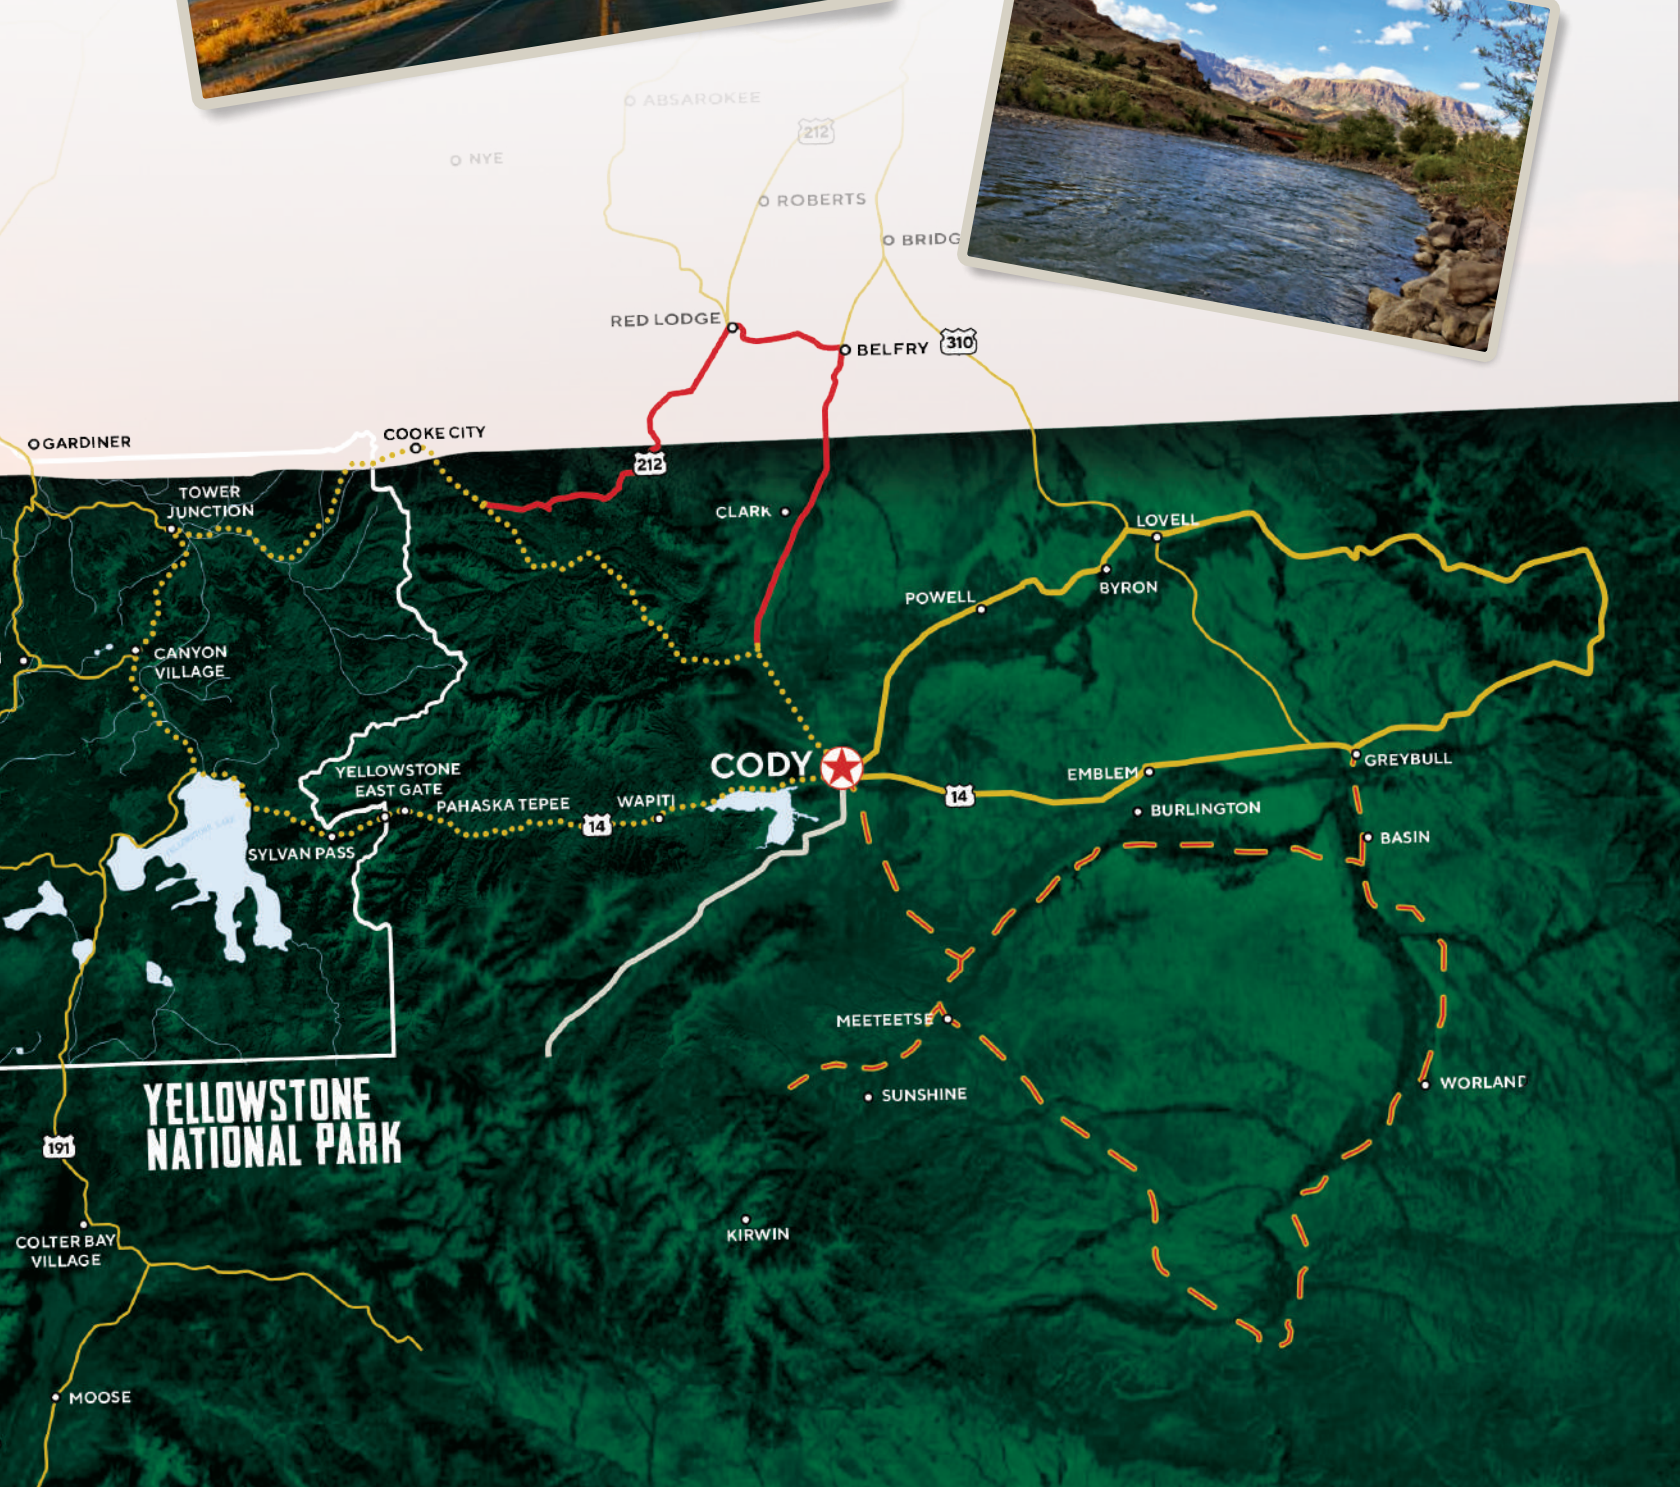 ABSAROKEE
212
NYE
ROBERTS
BRIDG
RED LODGE
BELFRY
310
GARDINER
COOKE CITY
212
TOWER
JUNCTION
CLARK
LOVELL
BYRON
POWELL
CANYON
VILLAGE
CODY
YELLOWSTONE
EAST GATE
PAHASKA TEPEE
WAPITI
14
SYLVAN PASS
YELLOWSTONE LAKE
EMBLEM
14
GREYBULL
BURLINGTON
BASIN
MEETEETSE
SUNSHINE
WORLAND
YELLOWSTONE
NATIONAL PARK
191
COLTER BAY
VILLAGE
KIRWIN
MOOSE